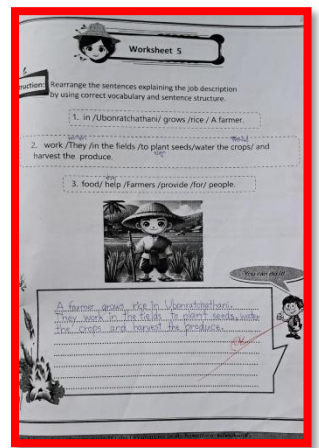 Worksheet 5
ruction: Rearrange the sentences explaining the job description
by using correct vocabulary and sentence structure.
1. in /Ubonratchathani/ grows /rice / A farmer.
2. work /They /in the fields /to plant seeds/water the crops/ and
harvest the produce.
3. food/ help /Farmers /provide /for/ people.
You can do it!
A farmer grows rice in Ubonratchathani.
They work in the fields to plant seeds, water
the crops and harvest the produce.